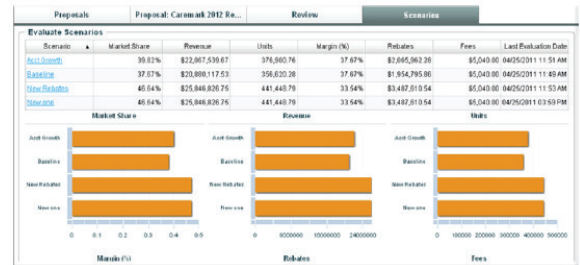 Proposals Proposal: Caremark 2012 Re... Review Scenarios
Evaluate Scenarios
Scenario Market Share Revenue Units Margin (%) Rebates Fees Last Evaluation Date
Acct Growth 39.82% $22,067,539.67 376,960.76 37.67% $2,065,962.28 $5,040.00 04/25/2011 11:51 AM
Baseline 37.67% $20,880,117.53 356,620.28 37.67% $1,954,795.86 $5,040.00 04/25/2011 11:49 AM
New Rebates 46.64% $25,846,826.75 441,448.79 33.54% $3,487,610.54 $5,040.00 04/25/2011 11:53 AM
New one 46.64% $25,846,826.75 441,448.79 33.54% $3,487,610.54 $5,040.00 04/25/2011 03:59 PM
Market Share Revenue Units
Acct Growth Acct Growth Acct Growth
Baseline Baseline Baseline
New Rebates New Rebates New Rebates
New one New one New one
0 0.1 0.2 0.3 0.4 0.5 0 8000000 16000000 24000000 0 100000 200000 300000 400000 500000
Margin (%) Rebates Fees